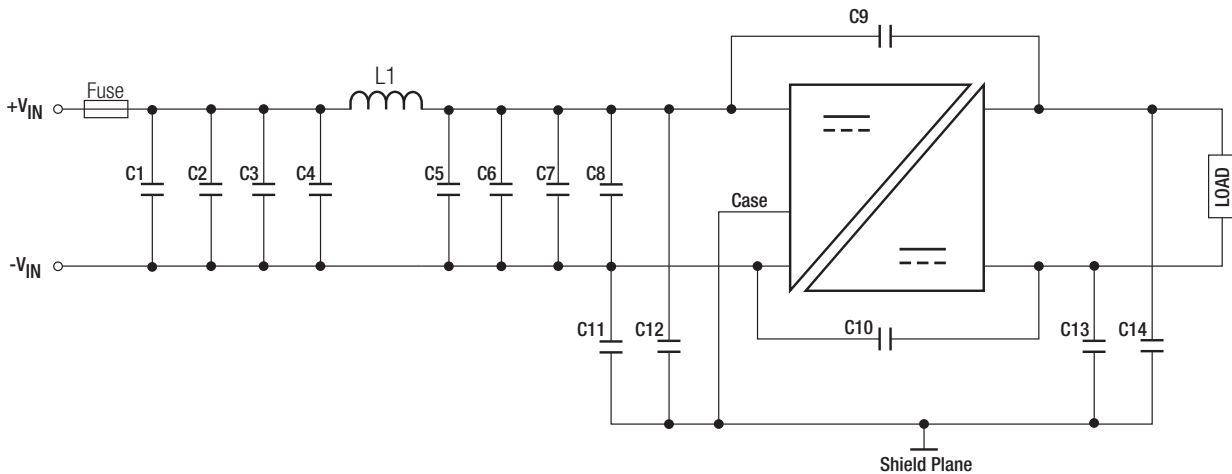 C9
L1
Fuse
+VIN
C1
C2
C3
C4
C5
C6
C7
C8
Case
LOAD
-VIN
C11
C12
C10
C13
C14
Shield Plane